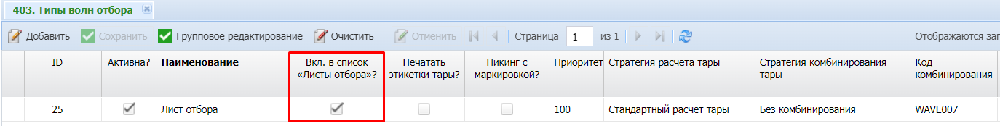 403. Типы волн отбора
Добавить Сохранить Групповое редактирование Очистить Отменить Страница 1 из 1 Отображаются зап
ID Активна? Наименование Вкл. в список «Листы отбора»? Печатать этикетки тары? Пикинг с маркировкой? Приоритет Стратегия расчета тары Стратегия комбинирования тары Код комбинирования
25 Лист отбора 100 Стандартный расчет тары Без комбинирования WAVE007